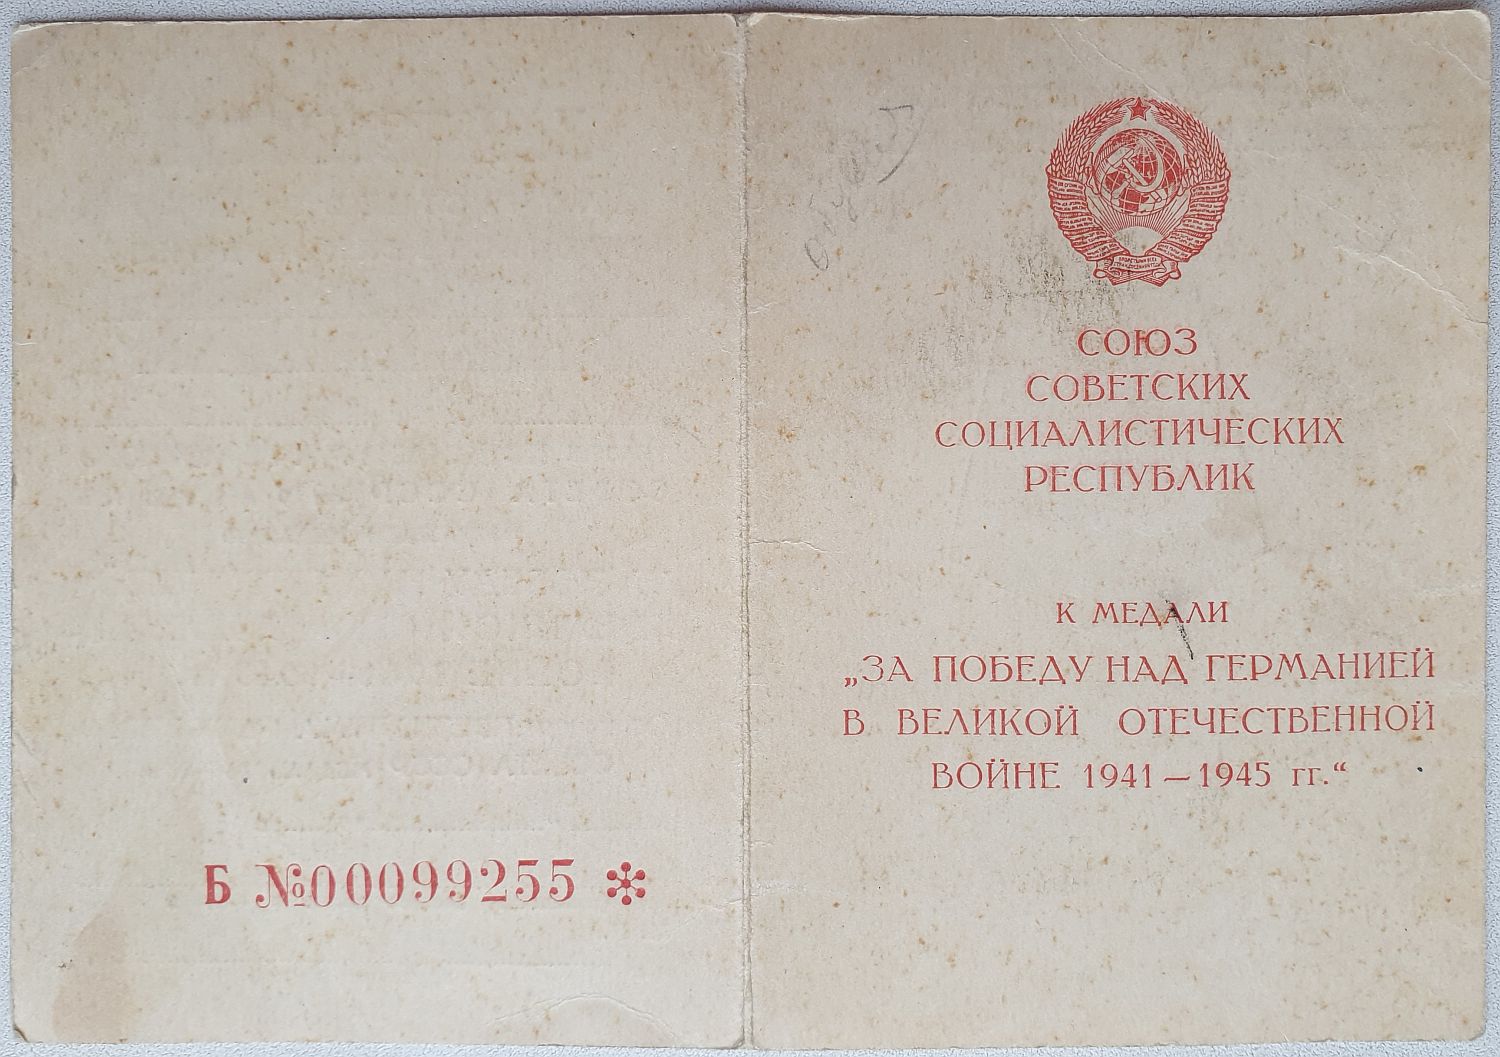 Б №00099255
СОЮЗ
СОВЕТСКИХ
СОЦИАЛИСТИЧЕСКИХ
РЕСПУБЛИК
К МЕДАЛИ
„ЗА ПОБЕДУ НАД ГЕРМАНИЕЙ
В ВЕЛИКОЙ ОТЕЧЕСТВЕННОЙ
ВОЙНЕ 1941 — 1945 гг.“